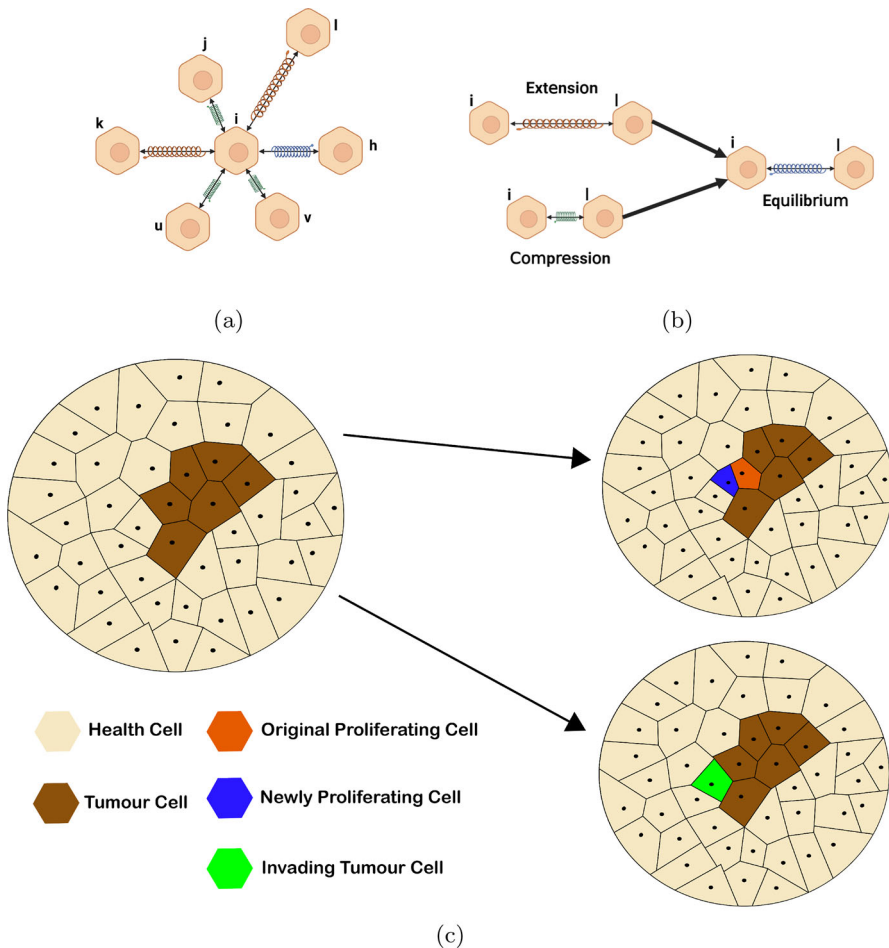 j
l
i
k
h
u
v
(a)
Extension
i
l
i
l
Equilibrium
i
l
Compression
(b)
Health Cell
Original Proliferating Cell
Tumour Cell
Newly Proliferating Cell
Invading Tumour Cell
(c)